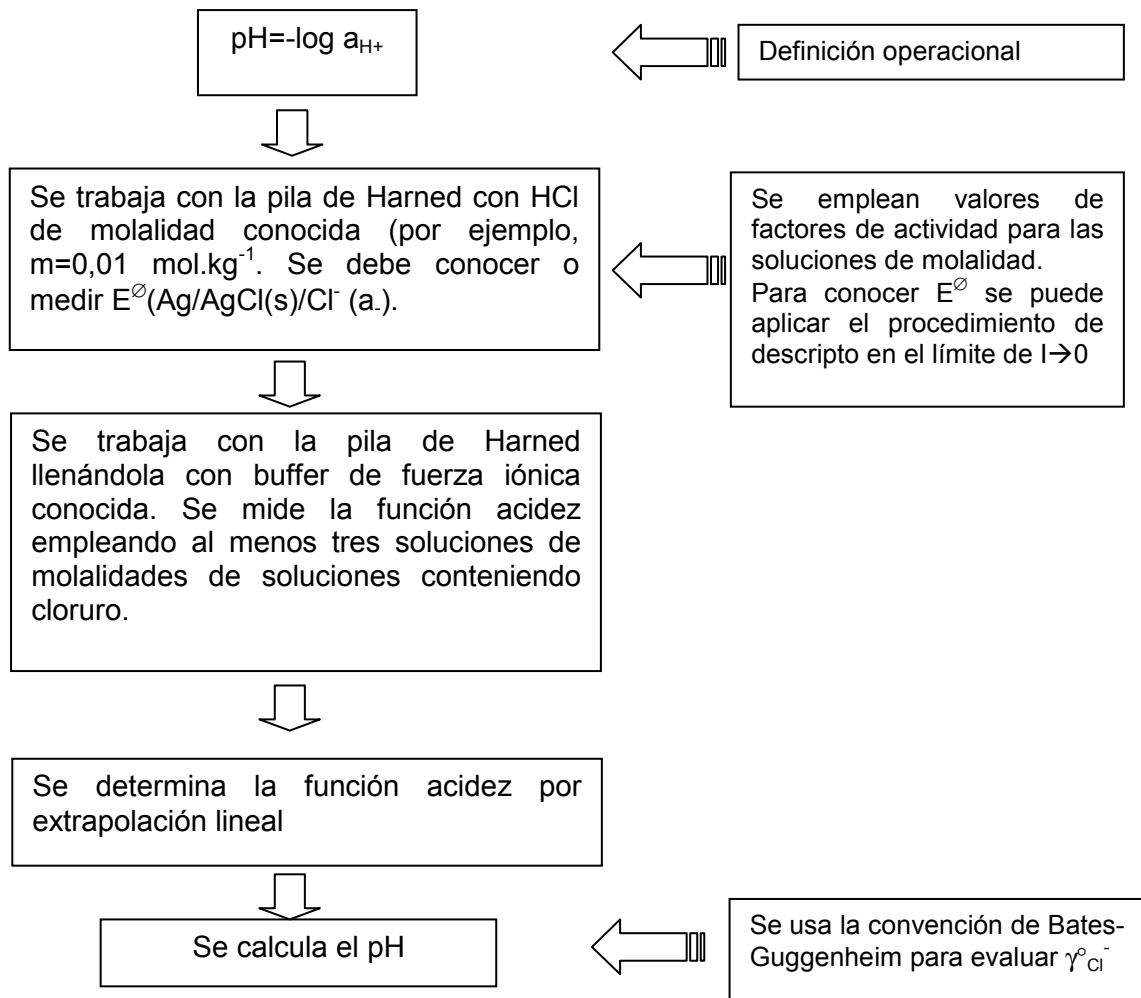 pH=-log aH+
Definición operacional
Se trabaja con la pila de Harned con HCl
de molalidad conocida (por ejemplo,
m=0,01 mol.kg-1. Se debe conocer o
medir E∅(Ag/AgCl(s)/Cl- (a-).
Se emplean valores de
factores de actividad para las
soluciones de molalidad.
Para conocer E∅ se puede
aplicar el procedimiento de
descripto en el límite de I→0
Se trabaja con la pila de Harned
llenándola con buffer de fuerza iónica
conocida. Se mide la función acidez
empleando al menos tres soluciones de
molalidades de soluciones conteniendo
cloruro.
Se determina la función acidez por
extrapolación lineal
Se calcula el pH
Se usa la convención de Bates-
Guggenheim para evaluar γ°Cl-